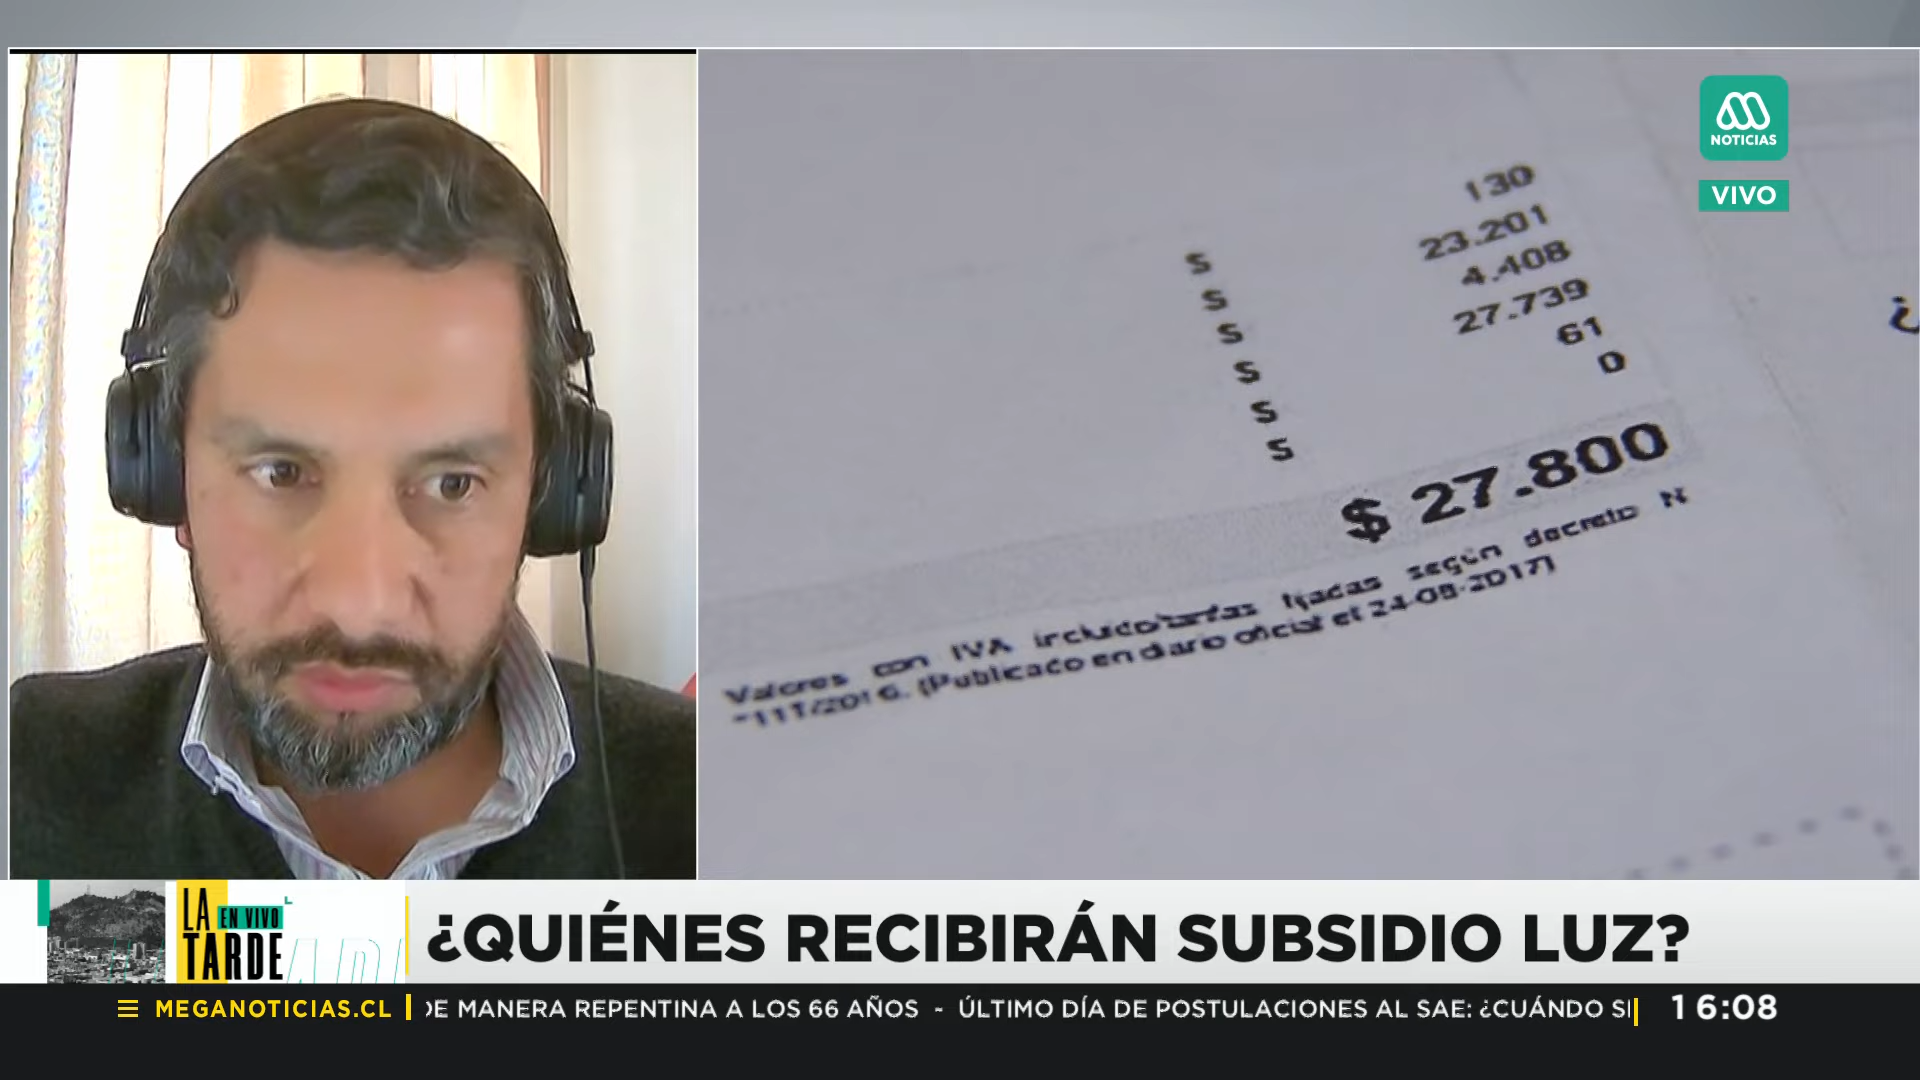 NOTICIAS
VIVO
130
$ 23.201
$ 4.408
$ 27.739
$ 61
$ 0
$
$ 27.800
Valores con IVA incluido/tarifas fijadas según decreto N
°11T/2016. (Publicado en diario oficial el 24-08-2017)
¿
LA
EN VIVO
TARDE
¿QUIÉNES RECIBIRÁN SUBSIDIO LUZ?
MEGANOTICIAS.CL
DE MANERA REPENTINA A LOS 66 AÑOS - ÚLTIMO DÍA DE POSTULACIONES AL SAE: ¿CUÁNDO
16:08